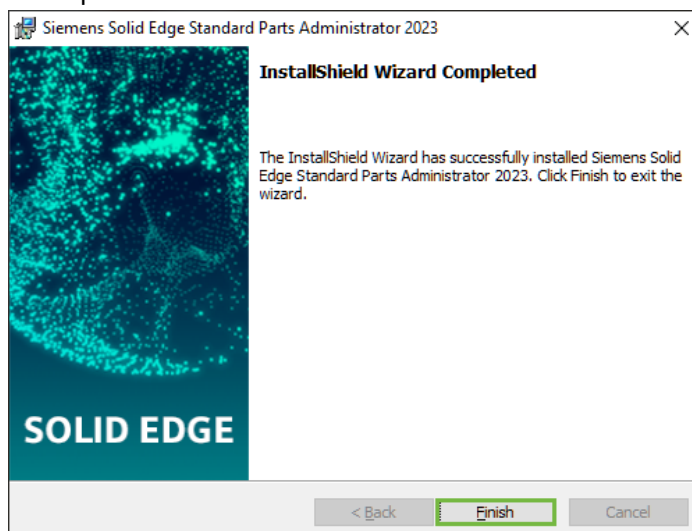 Siemens Solid Edge Standard Parts Administrator 2023
InstallShield Wizard Completed
The InstallShield Wizard has successfully installed Siemens Solid
Edge Standard Parts Administrator 2023. Click Finish to exit the
wizard.
SOLID EDGE
< Back
Finish
Cancel